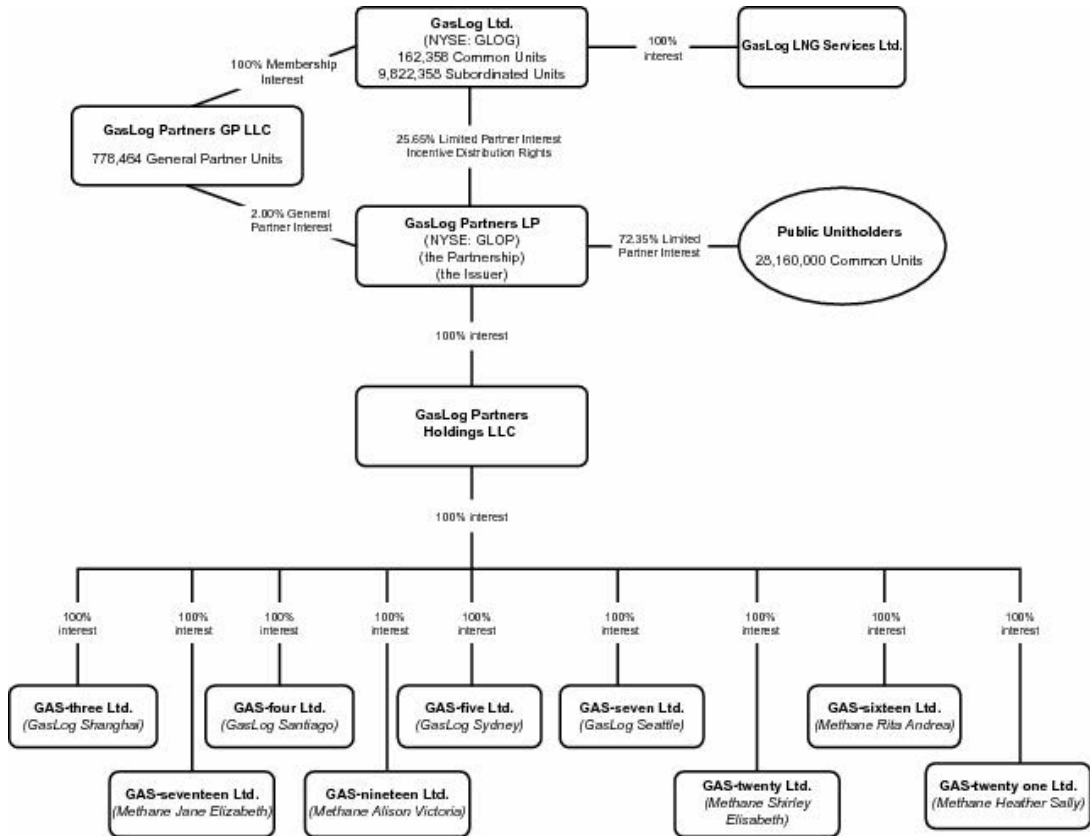 GasLog Ltd.
(NYSE: GLOG)
162,358 Common Units
9,822,358 Subordinated Units
100%
interest
GasLog LNG Services Ltd.
100% Membership
Interest
GasLog Partners GP LLC
778,464 General Partner Units
25.65% Limited Partner Interest
Incentive Distribution Rights
2.00% General
Partner Interest
GasLog Partners LP
(NYSE: GLOP)
(the Partnership)
(the Issuer)
72.35% Limited
Partner Interest
Public Unitholders
28,160,000 Common Units
100% interest
GasLog Partners
Holdings LLC
100% interest
100%
interest
100%
interest
100%
interest
100%
interest
100%
interest
100%
interest
100%
interest
100%
interest
100%
interest
GAS-three Ltd.
(GasLog Shanghai)
GAS-four Ltd.
(GasLog Santiago)
GAS-five Ltd.
(GasLog Sydney)
GAS-seven Ltd.
(GasLog Seattle)
GAS-sixteen Ltd.
(Methane Rita Andrea)
GAS-seventeen Ltd.
(Methane Jane Elizabeth)
GAS-nineteen Ltd.
(Methane Alison Victoria)
GAS-twenty Ltd.
(Methane Shirley
Elisabeth)
GAS-twenty one Ltd.
(Methane Heather Sally)